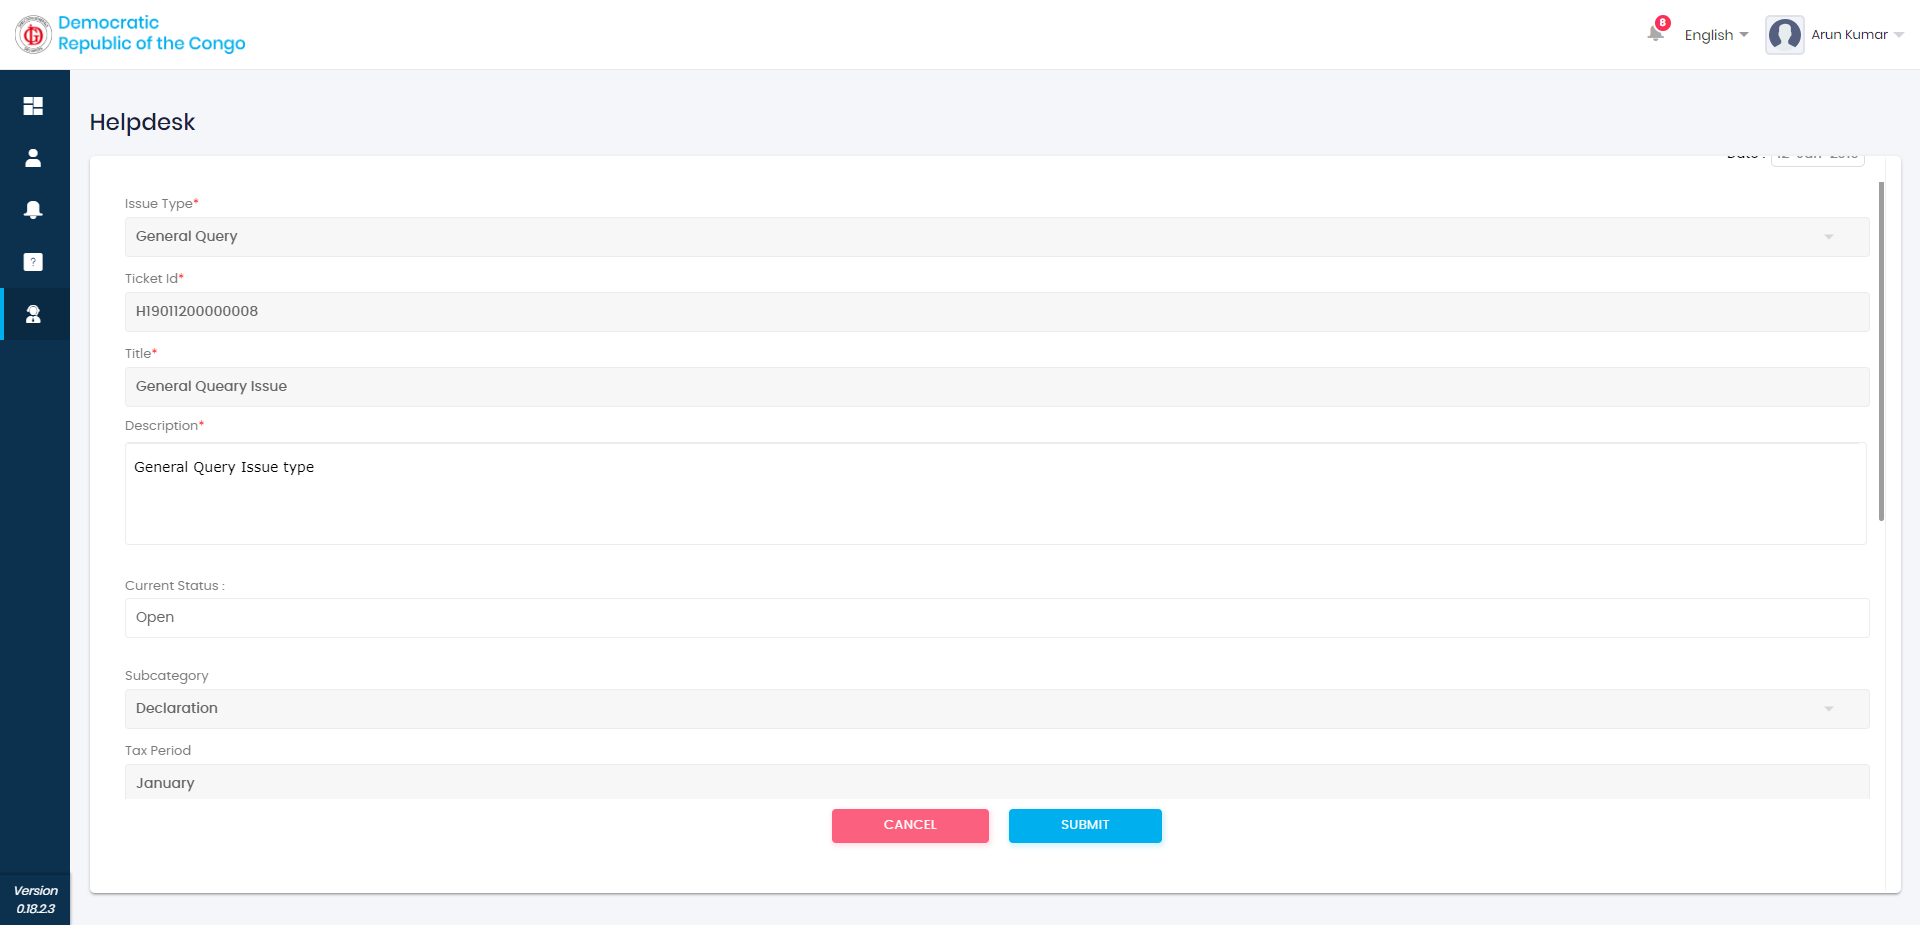 Democratic
Republic of the Congo
8
English
Arun Kumar
Helpdesk
Issue Type*
General Query
Ticket Id*
H19011200000008
Title*
General Queary Issue
Description*
General Query Issue type
Current Status :
Open
Subcategory
Declaration
Tax Period
January
CANCEL
SUBMIT
?
Version
0.18.2.3